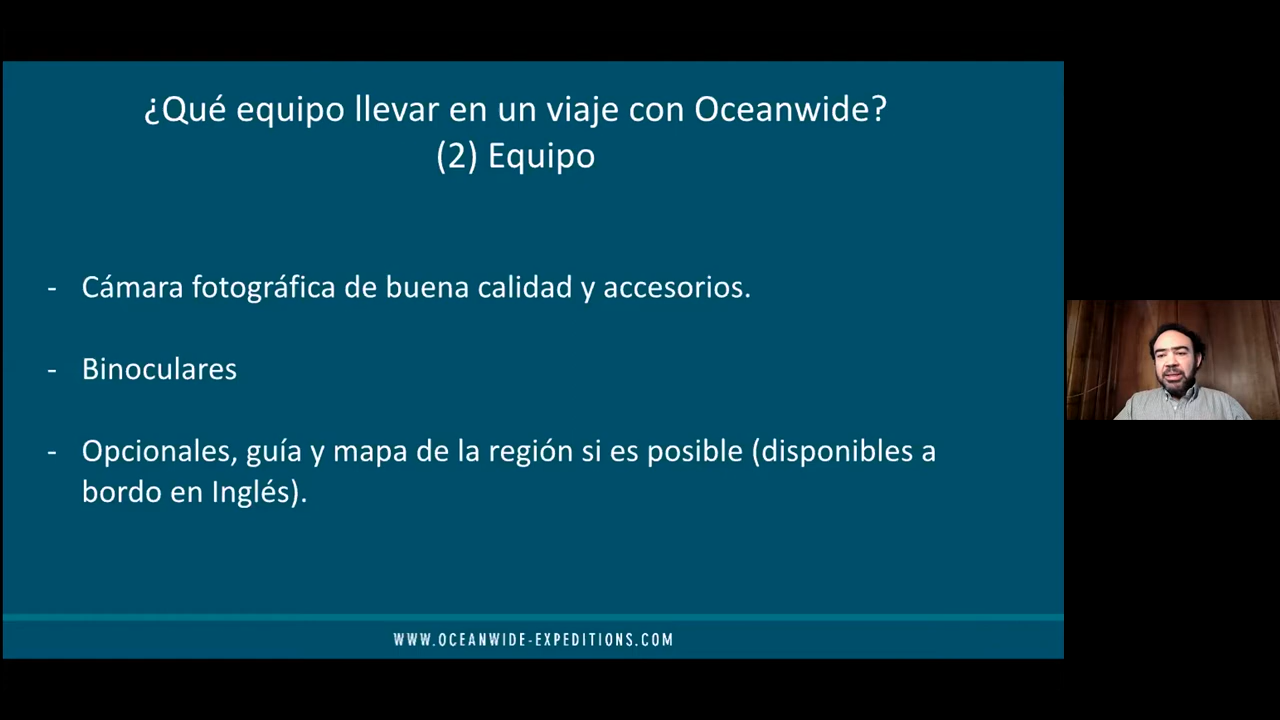 ¿Qué equipo llevar en un viaje con Oceanwide?
(2) Equipo
- Cámara fotográfica de buena calidad y accesorios.
- Binoculares
- Opcionales, guía y mapa de la región si es posible (disponibles a
bordo en Inglés).
WWW.OCEANWIDE-EXPEDITIONS.COM